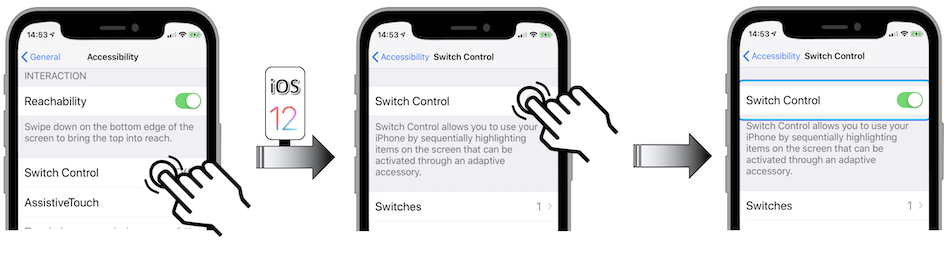 14:53
General
Accessibility
INTERACTION
Reachability
Swipe down on the bottom edge of the
screen to bring the top into reach.
Switch Control
AssistiveTouch
iOS
12
14:53
Accessibility Switch Control
Switch Control
Switch Control allows you to use your
iPhone by sequentially highlighting
items on the screen that can be
activated through an adaptive
accessory.
Switches 1
14:53
Accessibility Switch Control
Switch Control
Switch Control allows you to use your
iPhone by sequentially highlighting
items on the screen that can be
activated through an adaptive
accessory.
Switches 1